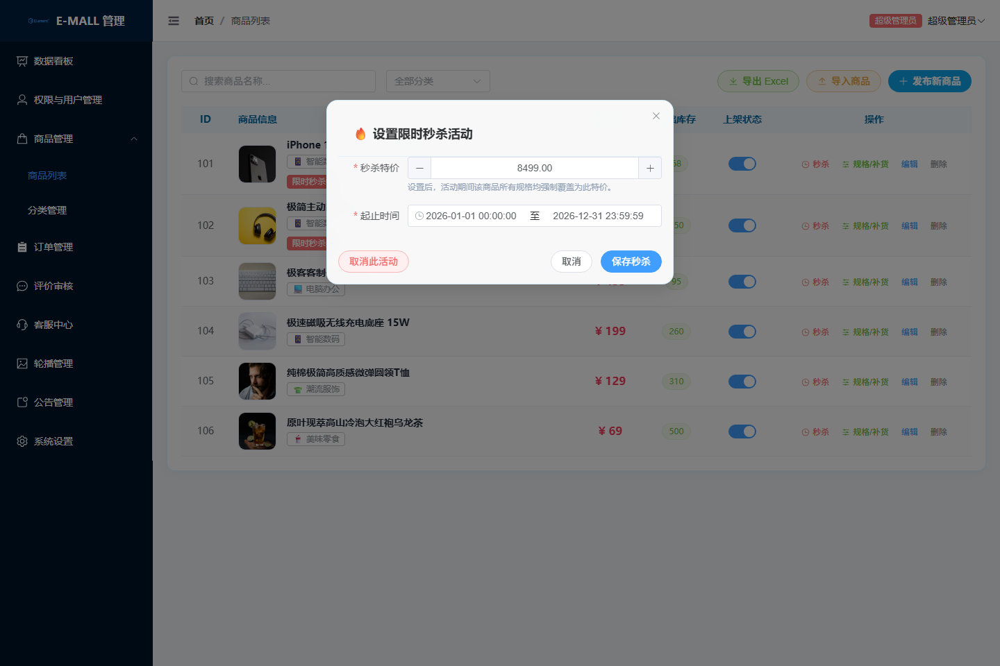 E-MALL 管理
首页 / 商品列表
超级管理员 超级管理员
数据看板
权限与用户管理
商品管理
商品列表
分类管理
订单管理
评价审核
客服中心
轮播管理
公告管理
系统设置
搜索商品名称...
全部分类
导出 Excel
导入商品
发布新商品
ID 商品信息 库存 上架状态 操作
101 iPhone 秒杀 规格/补货 编辑 删除
智能数
限时秒杀
102 极简主动 50 秒杀 规格/补货 编辑 删除
智能数
限时秒杀
103 极客客制 95 秒杀 规格/补货 编辑 删除
电脑办公
104 极速磁吸无线充电底座 15W ¥ 199 260 秒杀 规格/补货 编辑 删除
智能数码
105 纯棉极简高质感微弹圆领T恤 ¥ 129 310 秒杀 规格/补货 编辑 删除
潮流服饰
106 原叶现萃高山冷泡大红袍乌龙茶 ¥ 69 500 秒杀 规格/补货 编辑 删除
美味零食
设置限时秒杀活动
* 秒杀特价 8499.00
设置后，活动期间该商品所有规格均强制覆盖为此特价。
* 起止时间 2026-01-01 00:00:00 至 2026-12-31 23:59:59
取消此活动 取消 保存秒杀